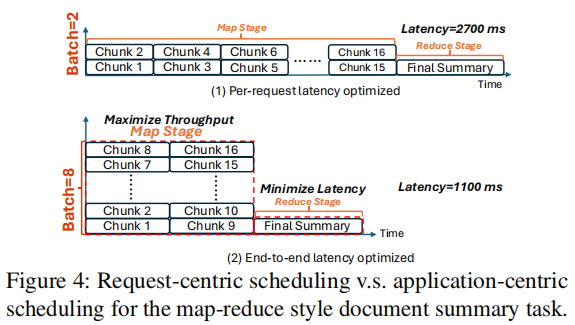 Map Stage
Latency=2700 ms
Batch=2
Reduce Stage
Chunk 2 Chunk 4 Chunk 6 ...... Chunk 16
Chunk 1 Chunk 3 Chunk 5 Chunk 15 Final Summary
Time
(1) Per-request latency optimized
Maximize Throughput
Map Stage
Batch=8
Chunk 8 Chunk 16
Chunk 7 Chunk 15
Minimize Latency
Latency=1100 ms
Reduce Stage
Chunk 2 Chunk 10
Chunk 1 Chunk 9 Final Summary
Time
(2) End-to-end latency optimized
Figure 4: Request-centric scheduling v.s. application-centric
scheduling for the map-reduce style document summary task.